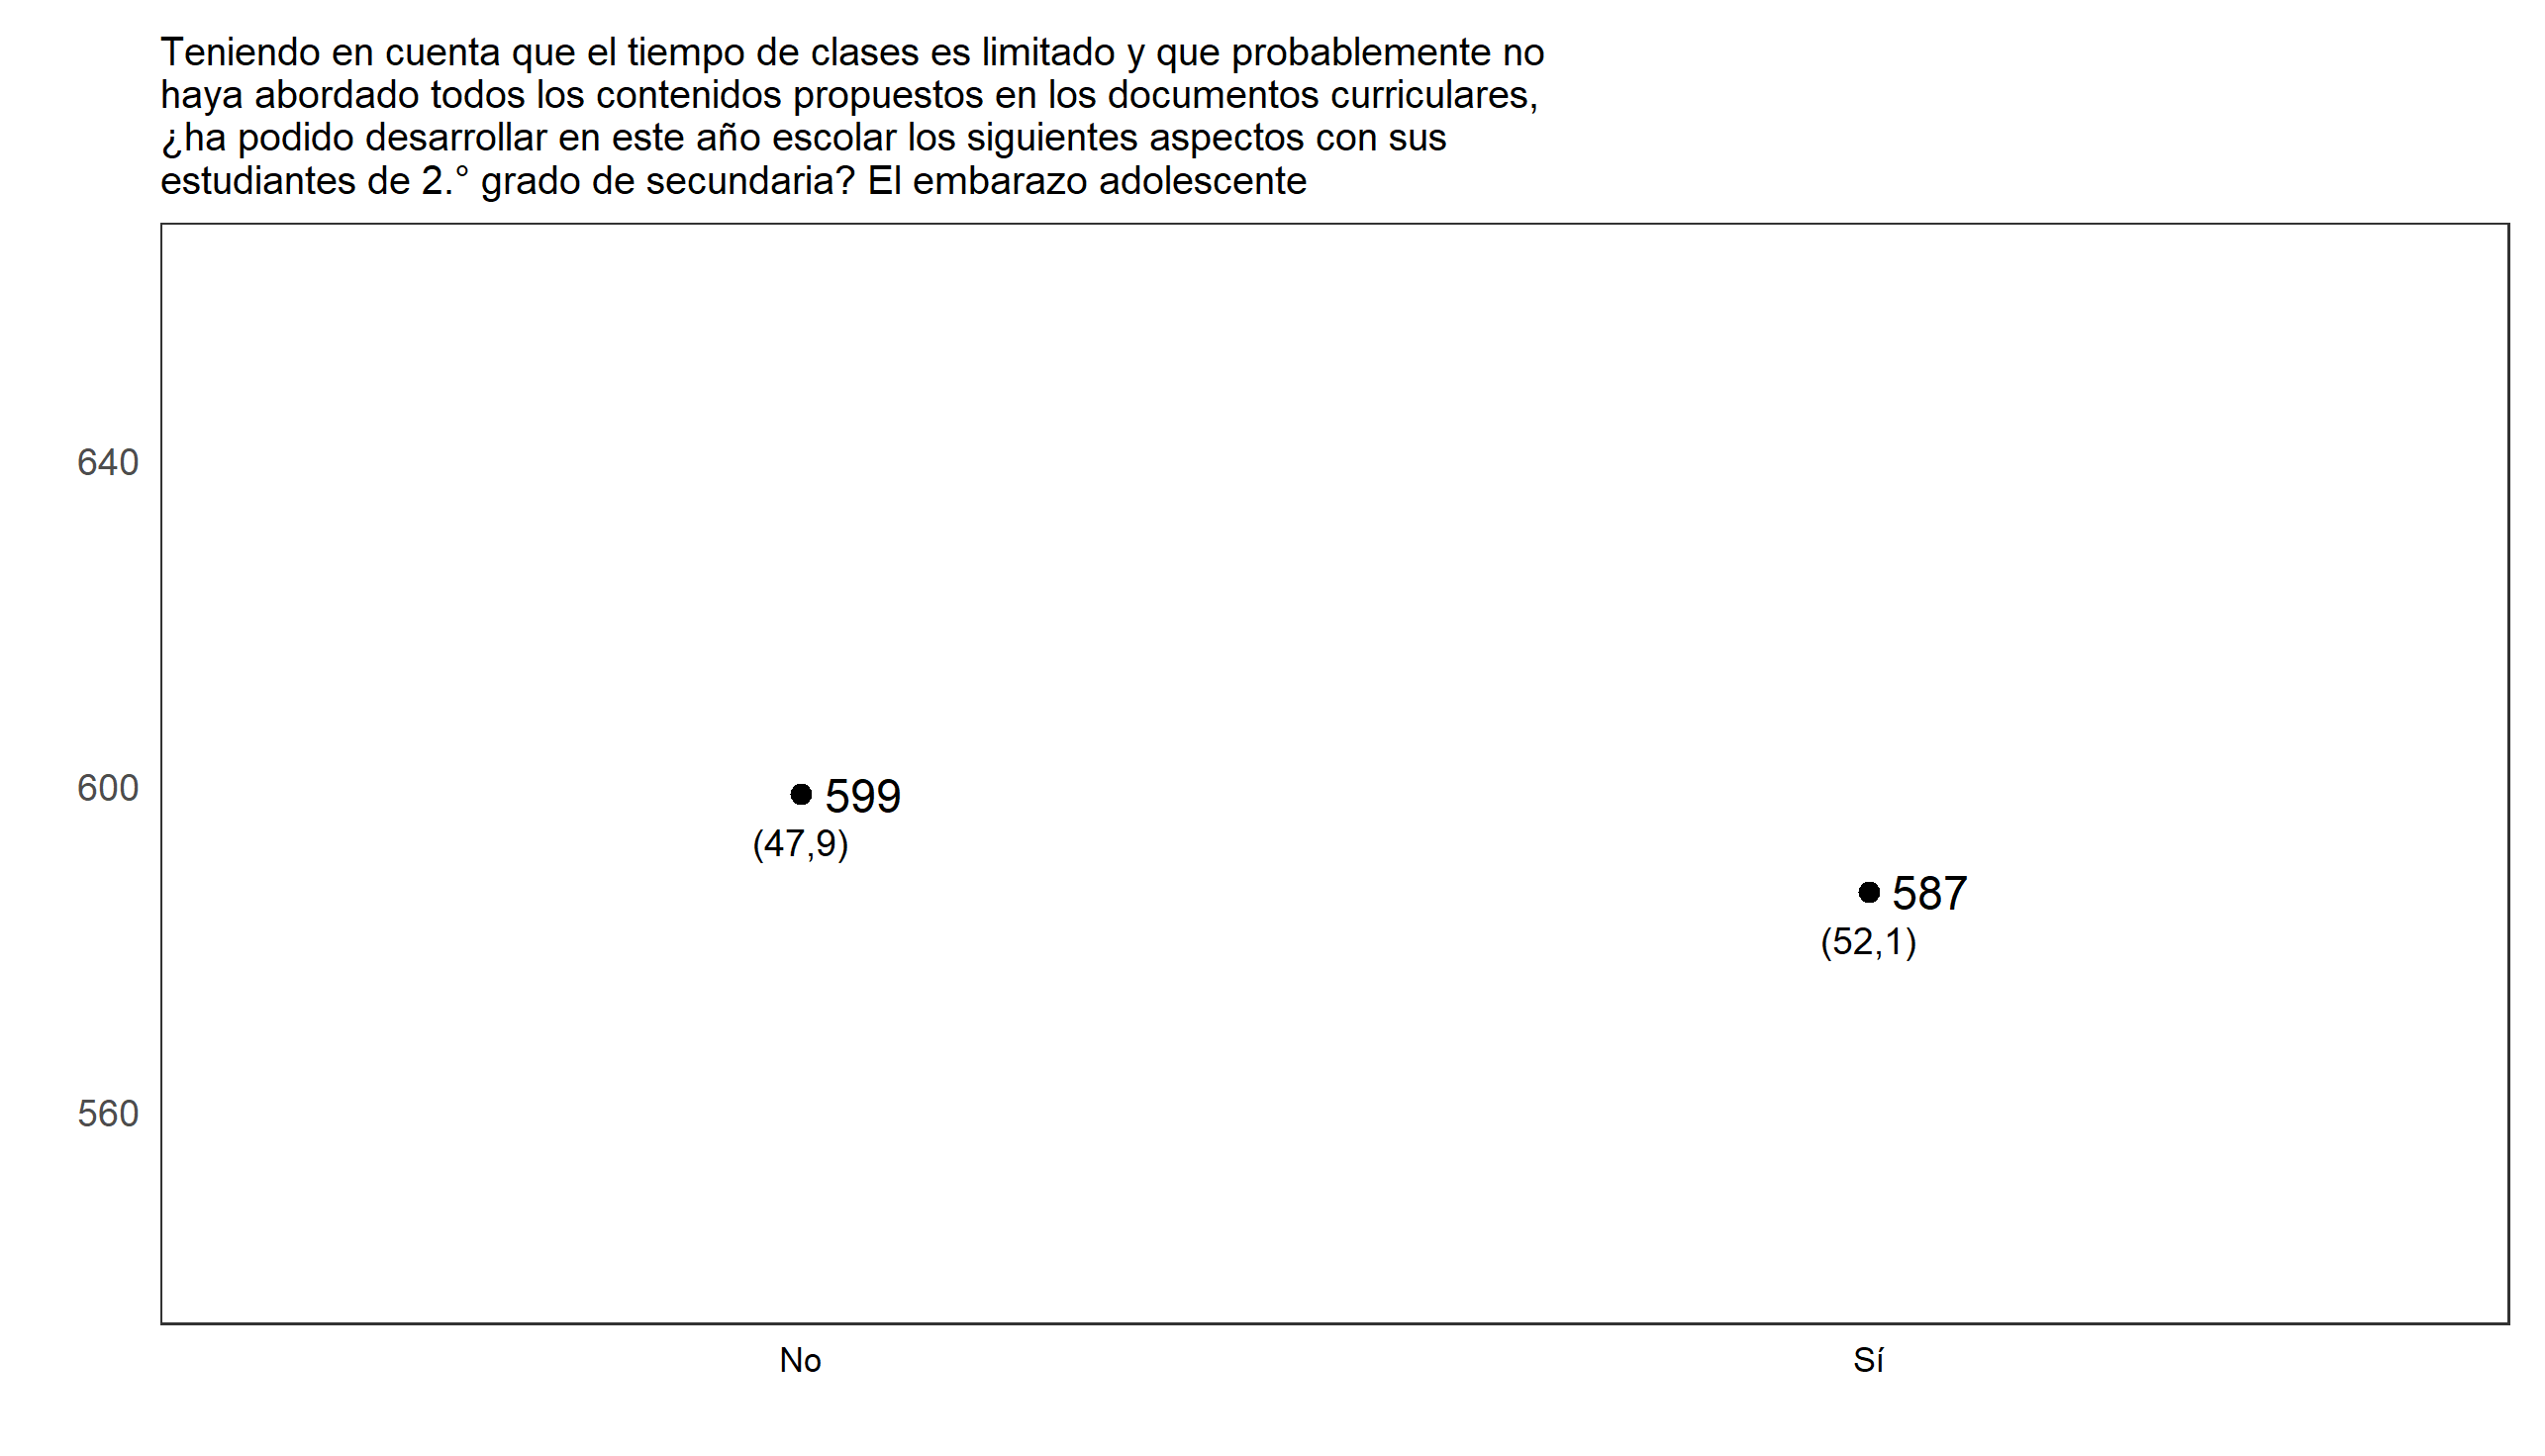 Teniendo en cuenta que el tiempo de clases es limitado y que probablemente no
haya abordado todos los contenidos propuestos en los documentos curriculares,
¿ha podido desarrollar en este año escolar los siguientes aspectos con sus
estudiantes de 2.° grado de secundaria? El embarazo adolescente
640
600
560
599
(47,9)
587
(52,1)
No
Sí